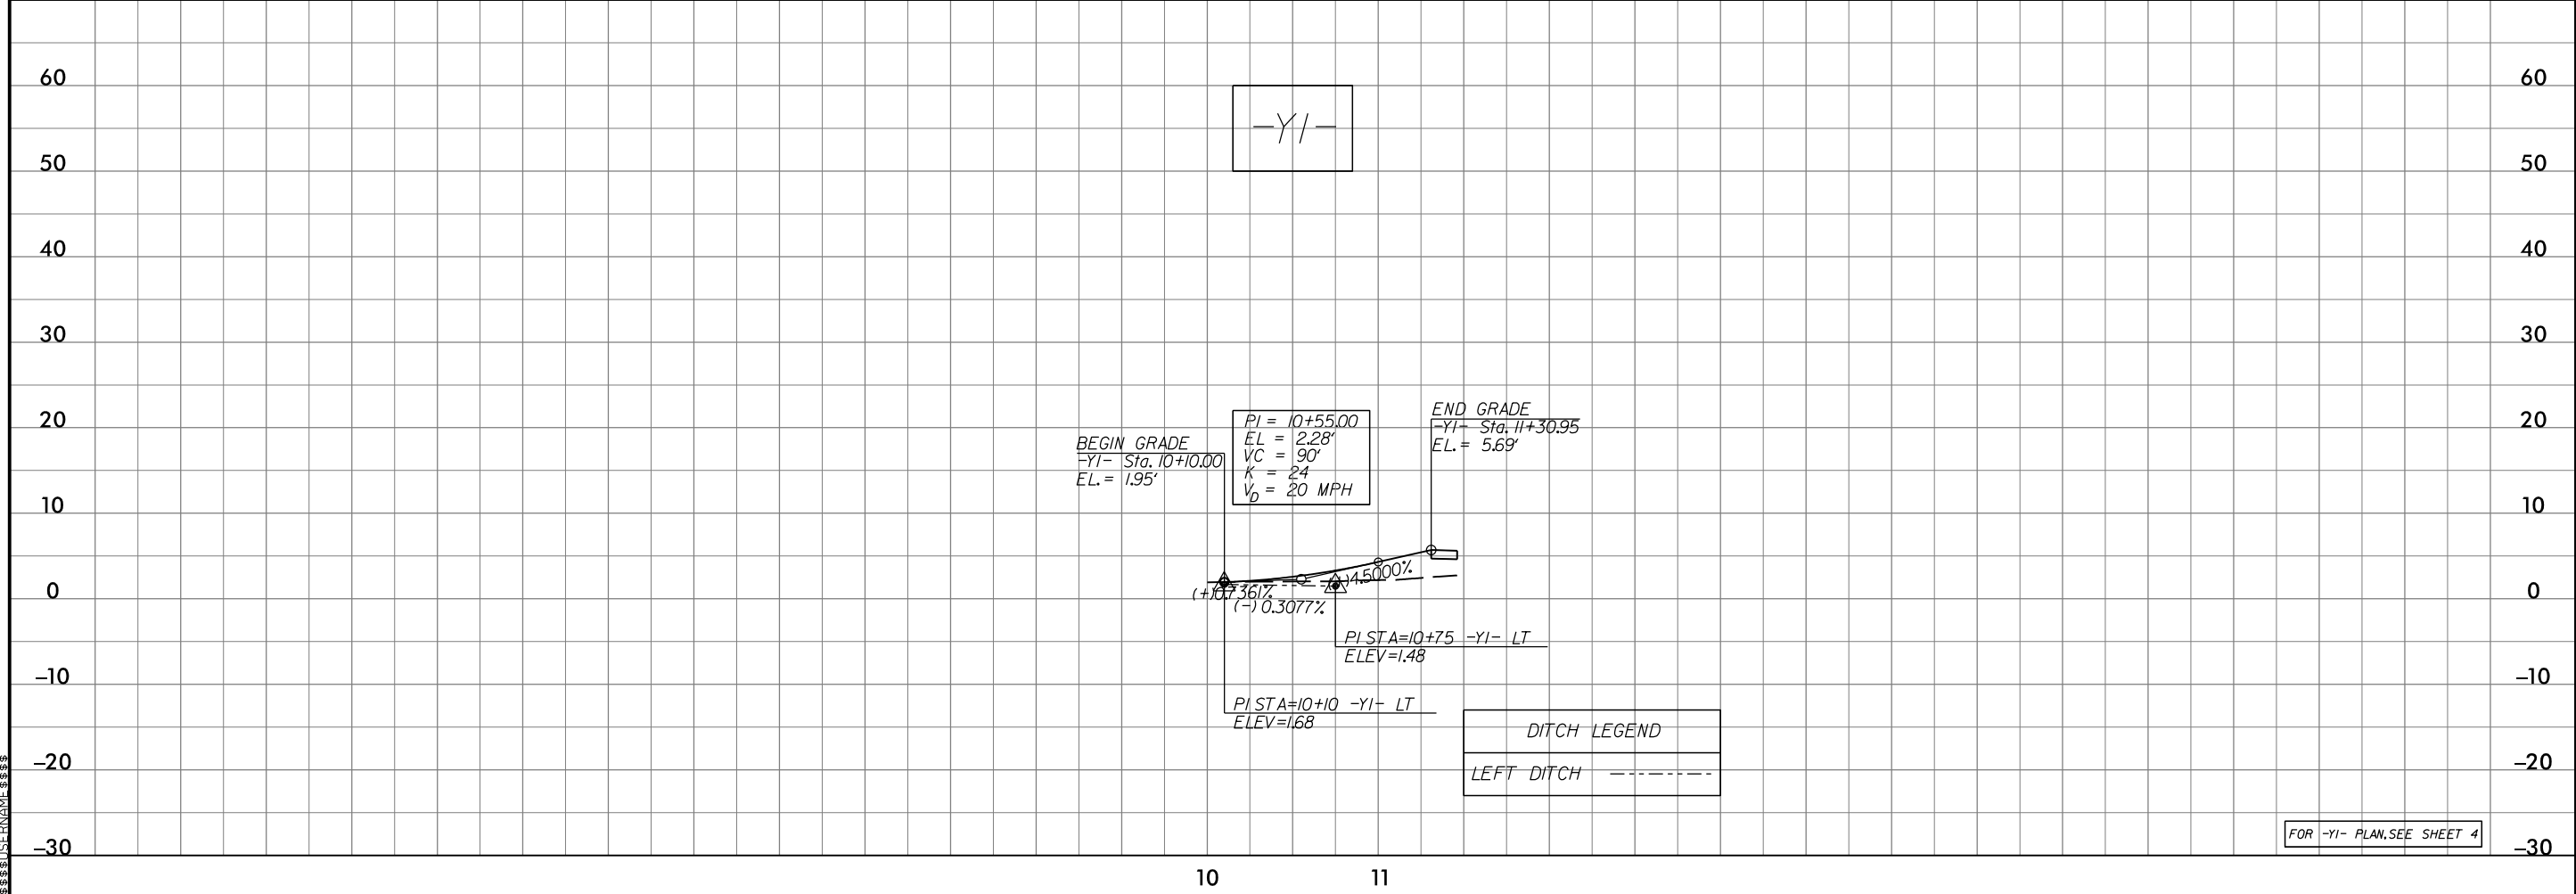 60 60
-Y1-
50 50
40 40
30 30
20 20
PI = 10+55.00
EL = 2.28'
VC = 90'
K = 24
VD = 20 MPH
END GRADE
-Y1- Sta. 11+30.95
EL. = 5.69'
BEGIN GRADE
-Y1- Sta. 10+10.00
EL. = 1.95'
10 10
(+)0.7361%
(-) 0.3077%
)4.5000%
0 0
PI STA=10+75 -Y1- LT
ELEV=1.48
-10 -10
PI STA=10+10 -Y1- LT
ELEV=1.68
DITCH LEGEND
LEFT DITCH
-20 -20
FOR -Y1- PLAN, SEE SHEET 4
-30 -30
10 11
$$$$USERNAME$$$$